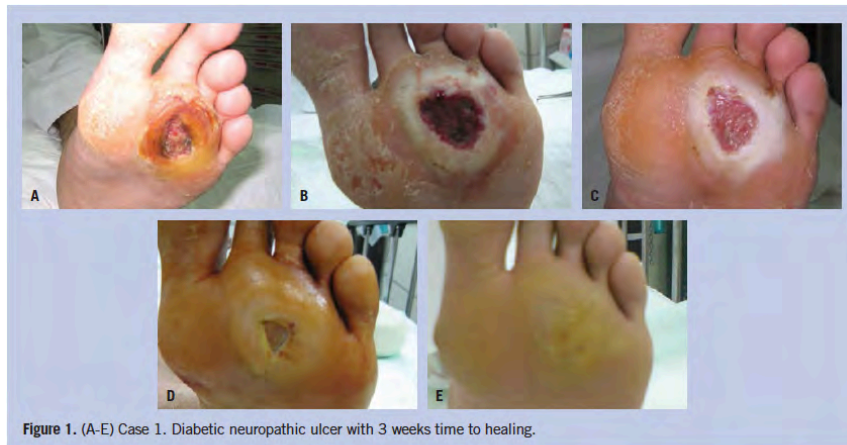 A
B
C
D
E
Figure 1. (A-E) Case 1. Diabetic neuropathic ulcer with 3 weeks time to healing.